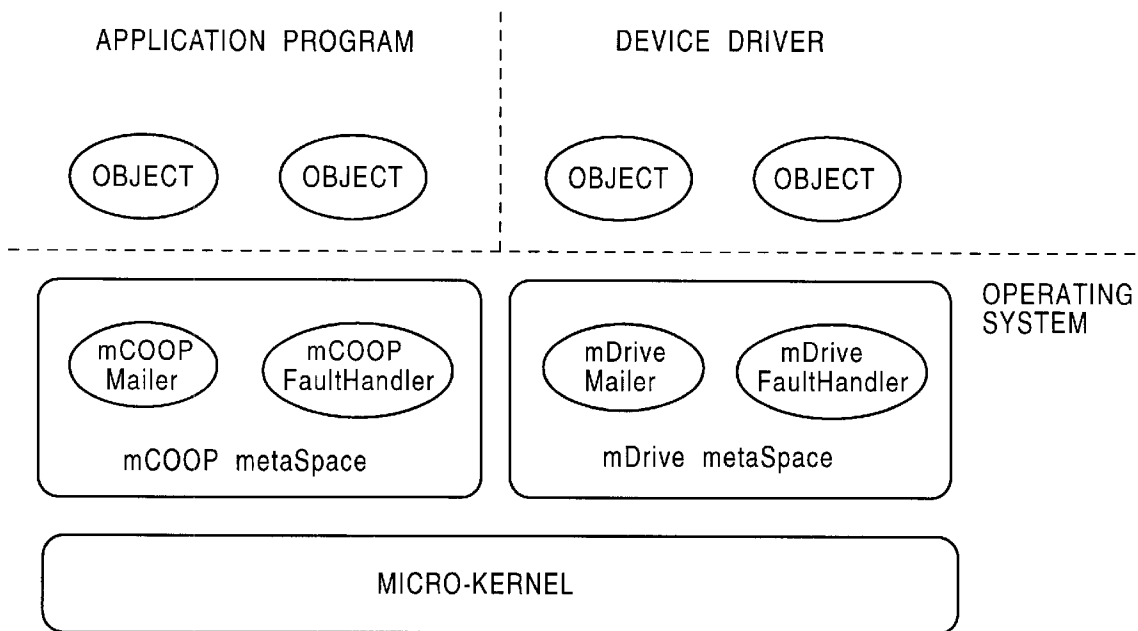 APPLICATION PROGRAM
DEVICE DRIVER
OBJECT
OBJECT
OBJECT
OBJECT
OPERATING
SYSTEM
mCOOP
Mailer
mCOOP
FaultHandler
mDrive
Mailer
mDrive
FaultHandler
mCOOP metaSpace
mDrive metaSpace
MICRO-KERNEL